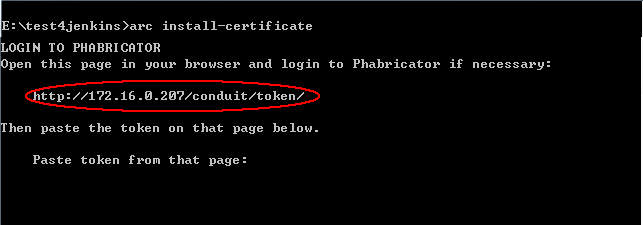 E:\test4jenkins>arc install-certificate
LOGIN TO PHABRICATOR
Open this page in your browser and login to Phabricator if necessary:
http://172.16.0.207/conduit/token/
Then paste the token on that page below.
Paste token from that page: